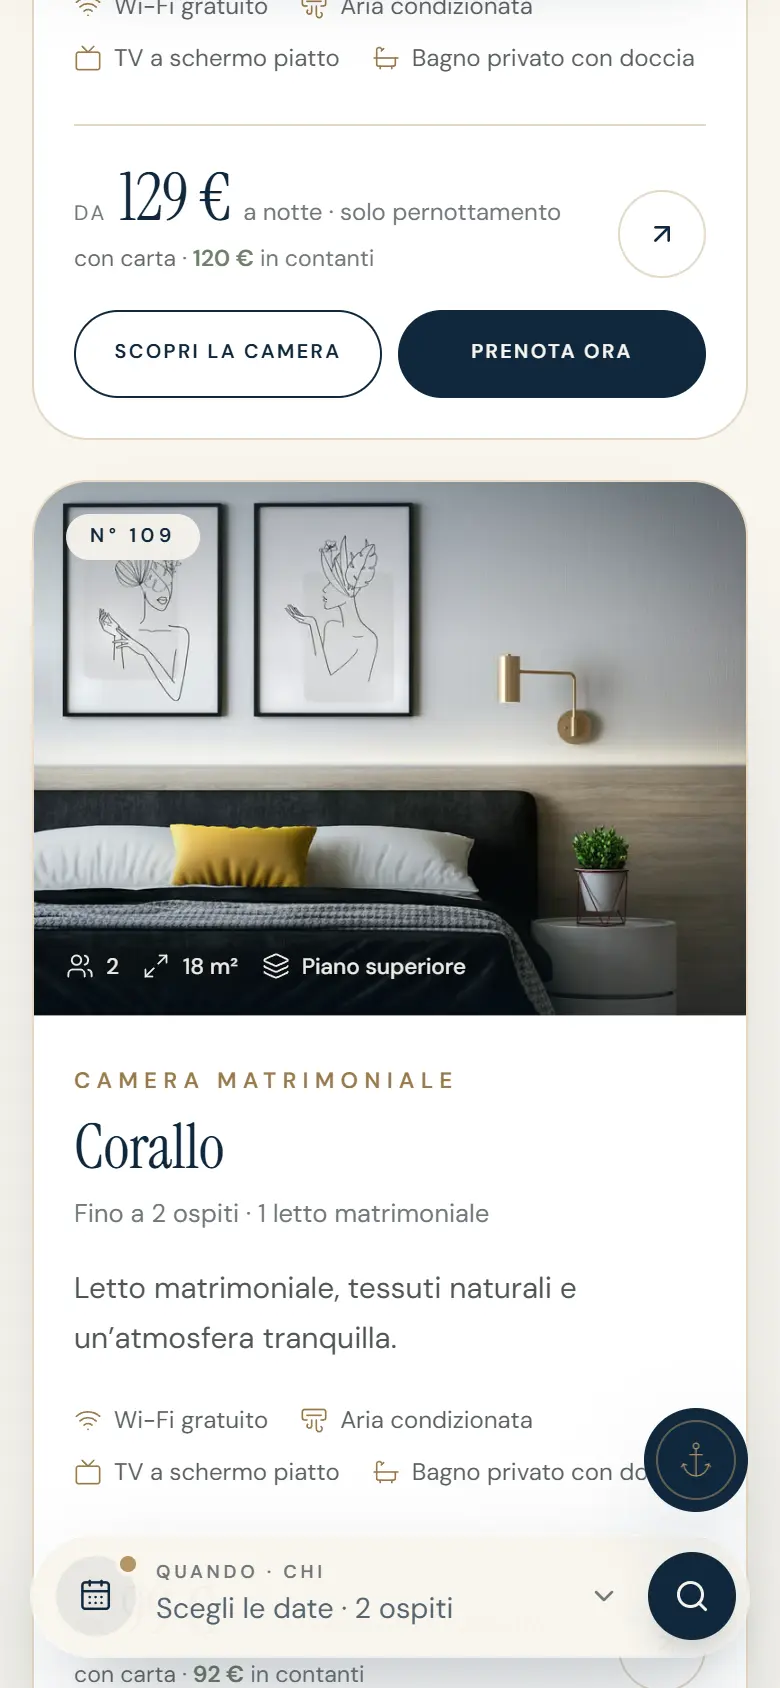 Wi-Fi gratuito Aria condizionata
TV a schermo piatto Bagno privato con doccia
DA 129 € a notte · solo pernottamento
con carta · 120 € in contanti
SCOPRI LA CAMERA PRENOTA ORA
N° 109
2 18 m² Piano superiore
CAMERA MATRIMONIALE
Corallo
Fino a 2 ospiti · 1 letto matrimoniale
Letto matrimoniale, tessuti naturali e
un’atmosfera tranquilla.
Wi-Fi gratuito Aria condizionata
TV a schermo piatto Bagno privato con do
QUANDO · CHI
Scegli le date · 2 ospiti
con carta · 92 € in contanti